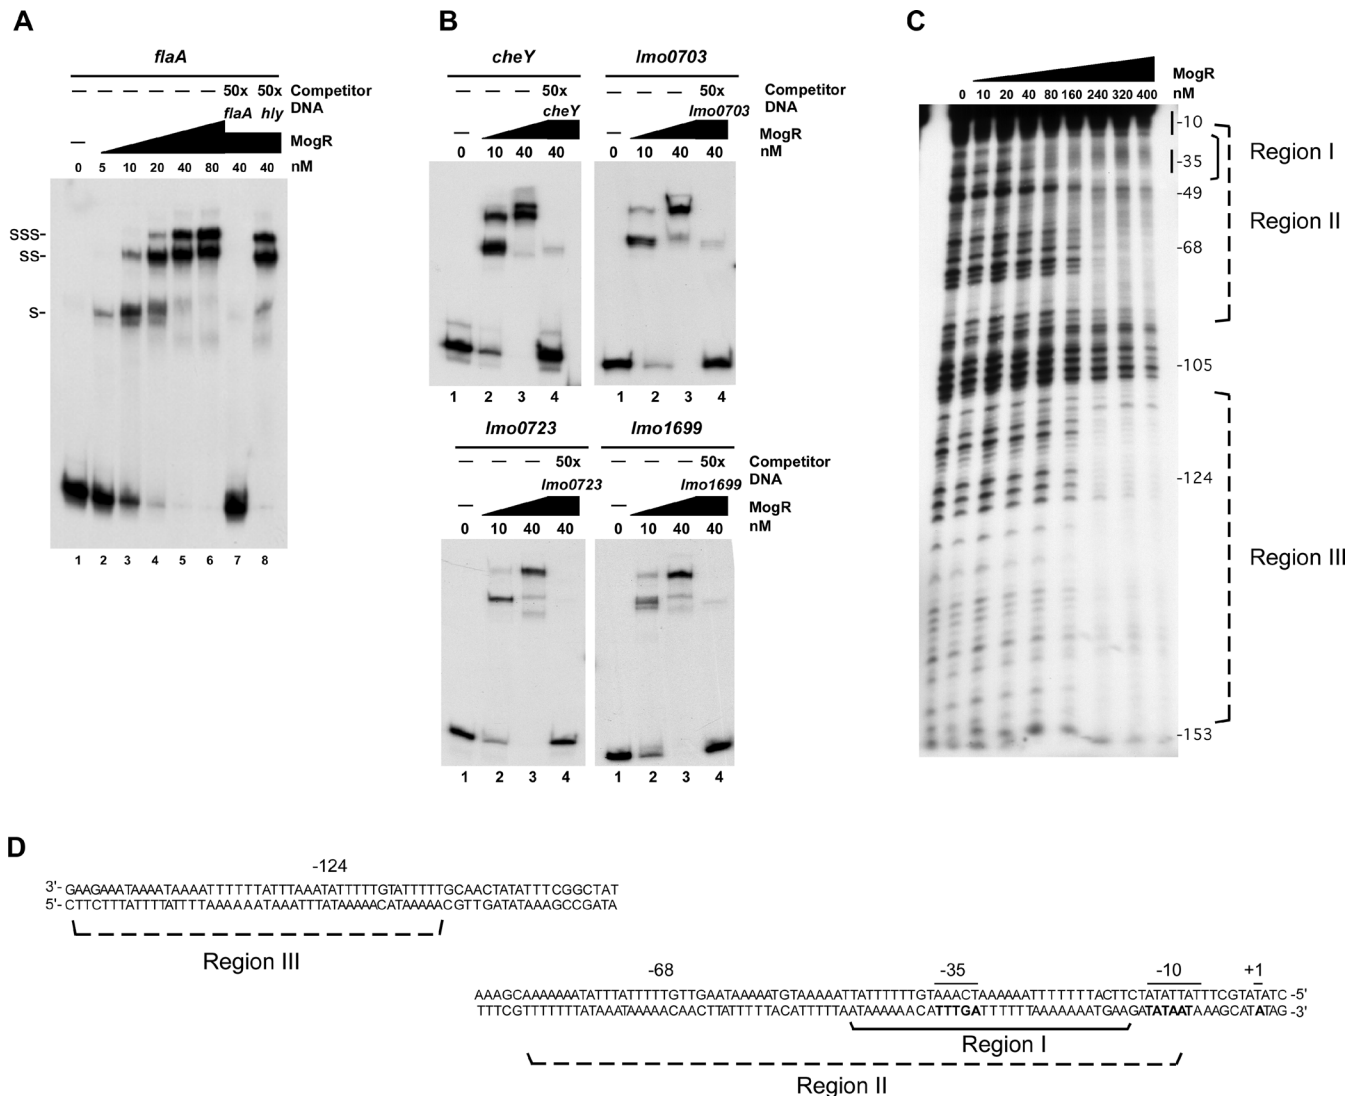 A
flaA
— — — — — — 50x 50x Competitor DNA
flaA hly
— MogR
0 5 10 20 40 80 40 40 nM
SSS-
SS-
S-
1 2 3 4 5 6 7 8
B
cheY
— — — 50x
cheY
—
0 10 40 40
1 2 3 4
lmo0703
— — — 50x Competitor DNA
lmo0703
— MogR
0 10 40 40 nM
1 2 3 4
lmo0723
— — — 50x
lmo0723
—
0 10 40 40
1 2 3 4
lmo1699
— — — 50x Competitor DNA
lmo1699
— MogR
0 10 40 40 nM
1 2 3 4
C
MogR
0 10 20 40 80 160 240 320 400 nM
-10
-35
-49
-68
-105
-124
-153
Region I
Region II
Region III
D
-124
3'- GAAGAAATAAAATAAAATTTTTTTATTTAAATATTTTTGTATTTTTGCAACTATATTTCGGCTAT
5'- CTTCTTTATTTTATTTTAAAAAAATAAATTTATAAAAACATAAAAACGTTGATATAAAGCCGATA
Region III
-68 -35 -10 +1
AAAGCAAAAAAATATTTATTTTTGTTGAATAAAAATGTAAAAATTATTTTTTGTAAACTAAAAAATTTTTTTACTTCTATATTATTTCGTATATC -5'
TTTCGTTTTTTTATAAATAAAAACAACTTATTTTTACATTTTTAATAAAAAACATTTGATTTTTTAAAAAAATGAAGATATAATAAAGCATATAG -3'
Region I
Region II